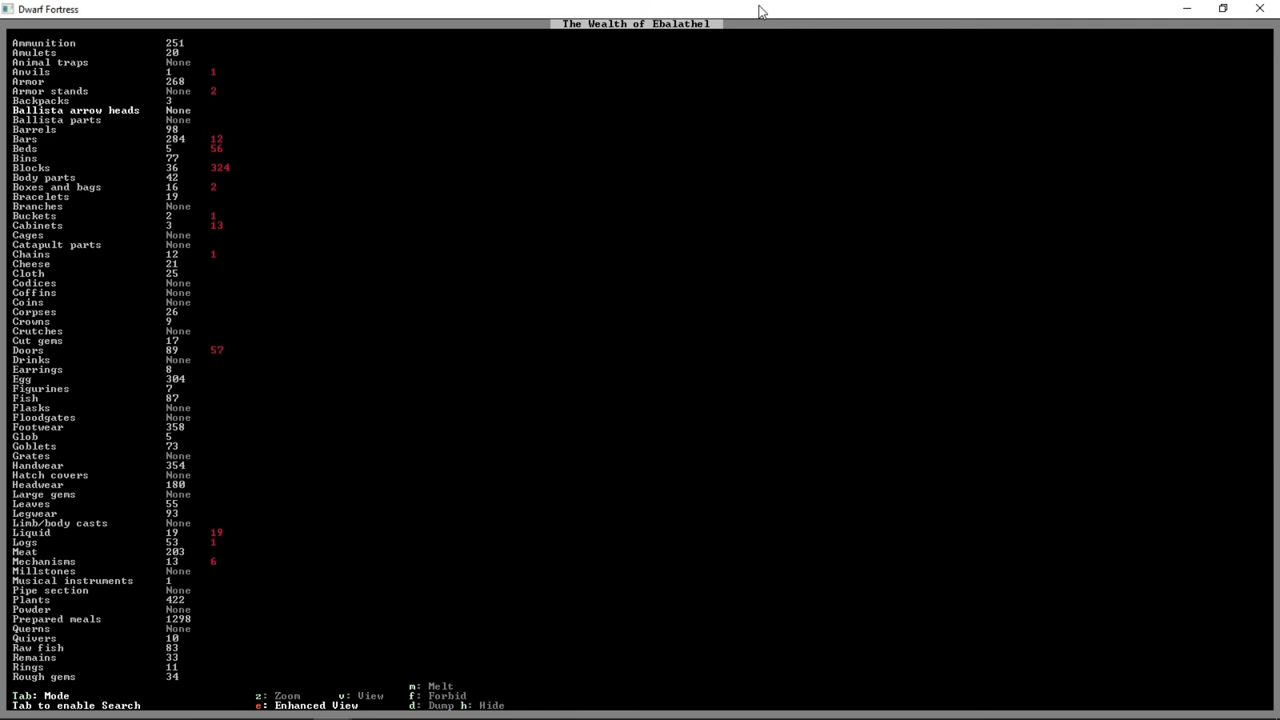 Dwarf Fortress
The Wealth of Ebalathel
Ammunition 251
Amulets 20
Animal traps None
Anvils 1 1
Armor 268
Armor stands None 2
Backpacks 3
Ballista arrow heads None
Ballista parts None
Barrels 98
Bars 284 12
Beds 5 56
Bins 77
Blocks 36 324
Body parts 42
Boxes and bags 16 2
Bracelets 19
Branches None
Buckets 2 1
Cabinets 3 13
Cages None
Catapult parts None
Chains 12 1
Cheese 21
Cloth 25
Codices None
Coffins None
Coins None
Corpses 26
Crowns 9
Crutches None
Cut gems 17
Doors 89 57
Drinks None
Earrings 8
Egg 304
Figurines 7
Fish 87
Flasks None
Floodgates None
Footwear 358
Glob 5
Goblets 73
Grates None
Handwear 354
Hatch covers None
Headwear 180
Large gems None
Leaves 55
Legwear 93
Limb/body casts None
Liquid 19 19
Logs 53 1
Meat 203
Mechanisms 13 6
Millstones None
Musical instruments 1
Pipe section None
Plants 422
Powder None
Prepared meals 1298
Querns None
Quivers 10
Raw fish 83
Remains 33
Rings 11
Rough gems 34
m: Melt
Tab: Mode z: Zoom v: View f: Forbid
Tab to enable Search e: Enhanced View d: Dump h: Hide